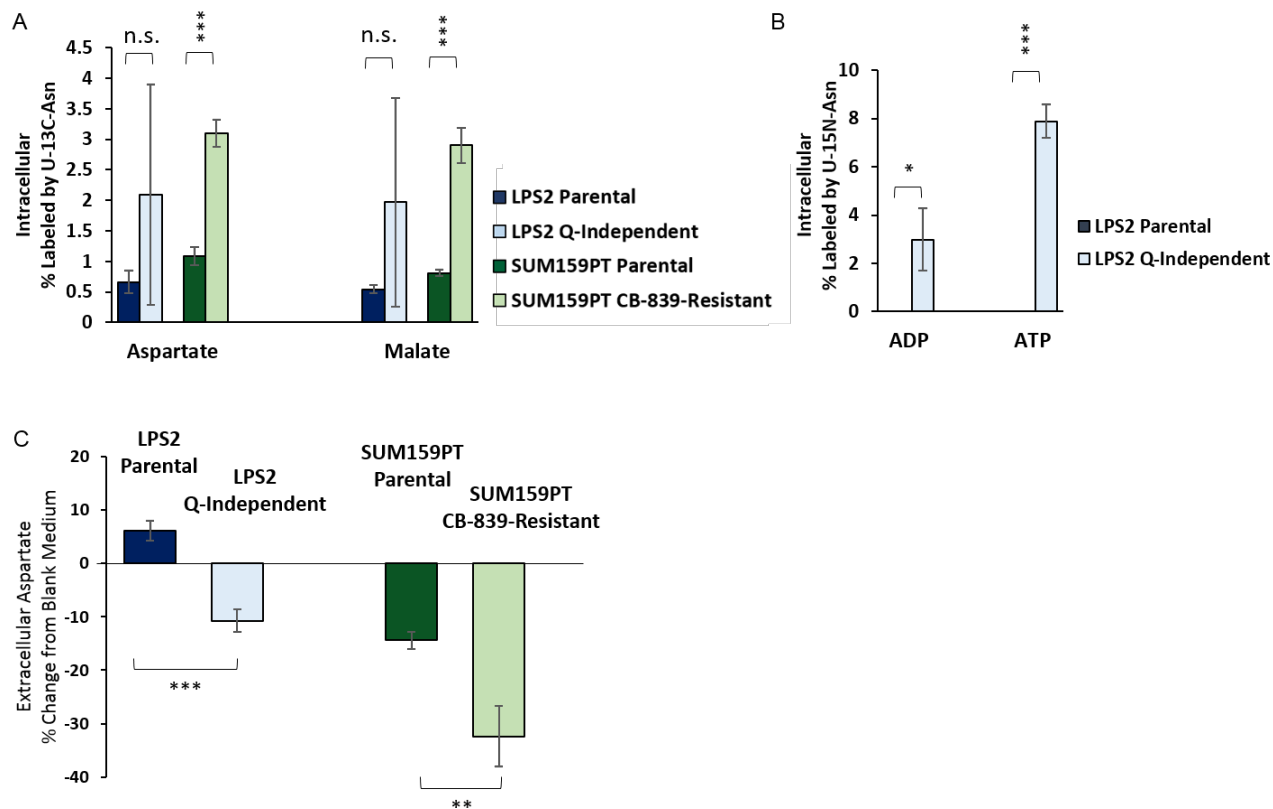 A
n.s.
***
n.s.
***
4.5
4
3.5
3
2.5
2
1.5
1
0.5
0
Intracellular
% Labeled by U-13C-Asn
Aspartate
Malate
LPS2 Parental
LPS2 Q-Independent
SUM159PT Parental
SUM159PT CB-839-Resistant
B
***
*
10
8
6
4
2
0
Intracellular
% Labeled by U-15N-Asn
ADP
ATP
LPS2 Parental
LPS2 Q-Independent
C
LPS2
Parental
LPS2
Q-Independent
SUM159PT
Parental
SUM159PT
CB-839-Resistant
20
10
0
-10
-20
-30
-40
Extracellular Aspartate
% Change from Blank Medium
***
**